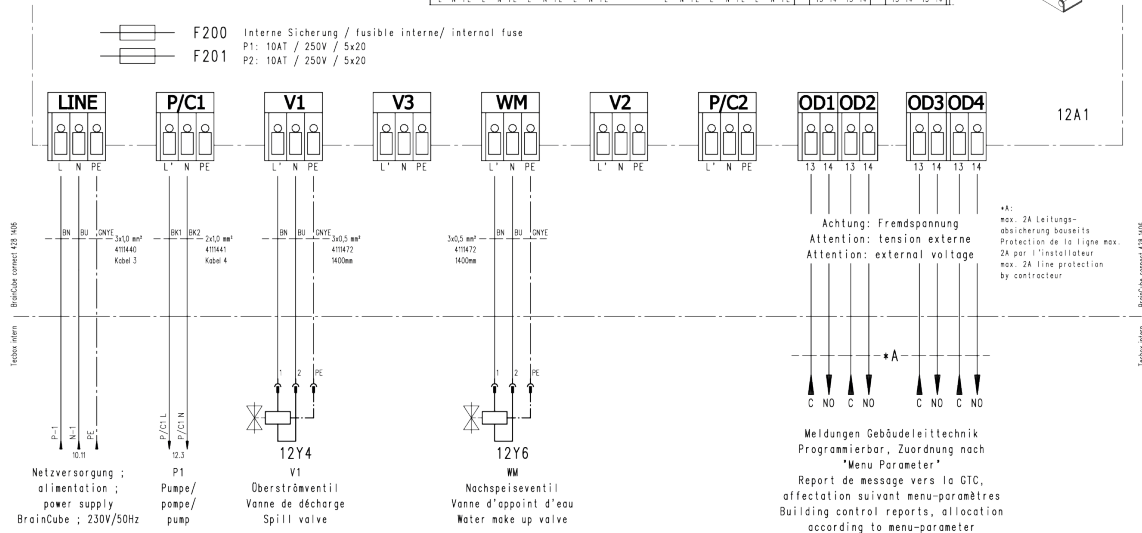 F200 Interne Sicherung / fusible interne/ internal fuse
F201 P1: 10AT / 250V / 5x20
P2: 10AT / 250V / 5x20
LINE P/C1 V1 V3 WM V2 P/C2 OD1 OD2 OD3 OD4
12A1
L N PE L' N PE L' N PE L' N PE L' N PE L' N PE L' N PE 13 14 13 14 13 14 13 14
BN BU GNYE
3x1,0 mm²
4111440
Kabel 3
BK1 BK2
2x1,0 mm²
4111441
Kabel 4
BN BU GNYE
3x0,5 mm²
4111472
1400mm
3x0,5 mm²
4111472
1400mm
BN BU GNYE
Achtung: Fremdspannung
Attention: tension externe
Attention: external voltage
*A:
max. 2A Leitungs-
absicherung bauseits
Protection de la ligne max.
2A par l'installateur
max. 2A line protection
by contracteur
BrainCube connect 428 1406
Tecbox intern
BrainCube connect 428 1406
Tecbox intern
*A
1 2 PE
1 2 PE
C NO C NO C NO C NO
P-1 N-1 PE
10.11
P/C1 L P/C1 N
12.3
12Y4
12Y6
Netzversorgung ;
alimentation ;
power supply
BrainCube ; 230V/50Hz
P1
Pumpe/
pompe/
pump
V1
Überströmventil
Vanne de décharge
Spill valve
WM
Nachspeiseventil
Vanne d'appoint d'eau
Water make up valve
Meldungen Gebäudeleittechnik
Programmierbar, Zuordnung nach
"Menu Parameter"
Report de message vers la GTC,
affectation suivant menu-paramètres
Building control reports, allocation
according to menu-parameter